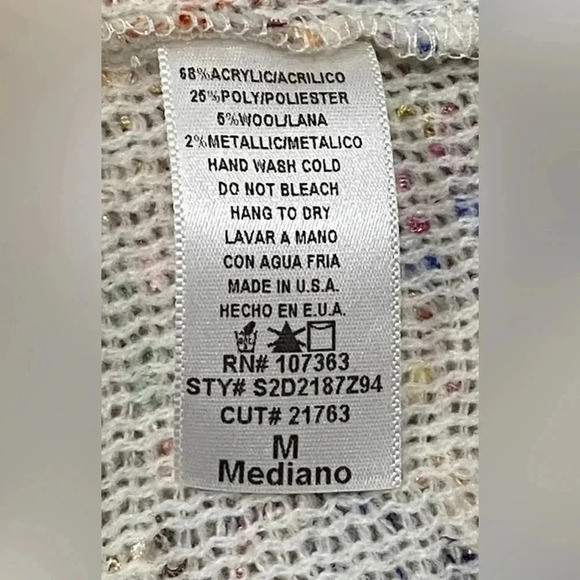 68%ACRYLIC/ACRILICO
25%POLY/POLIESTER
5%WOOL/LANA
2%METALLIC/METALICO
HAND WASH COLD
DO NOT BLEACH
HANG TO DRY
LAVAR A MANO
CON AGUA FRIA
MADE IN U.S.A.
HECHO EN E.U.A.
RN# 107363
STY# S2D2187Z94
CUT# 21763
M
Mediano